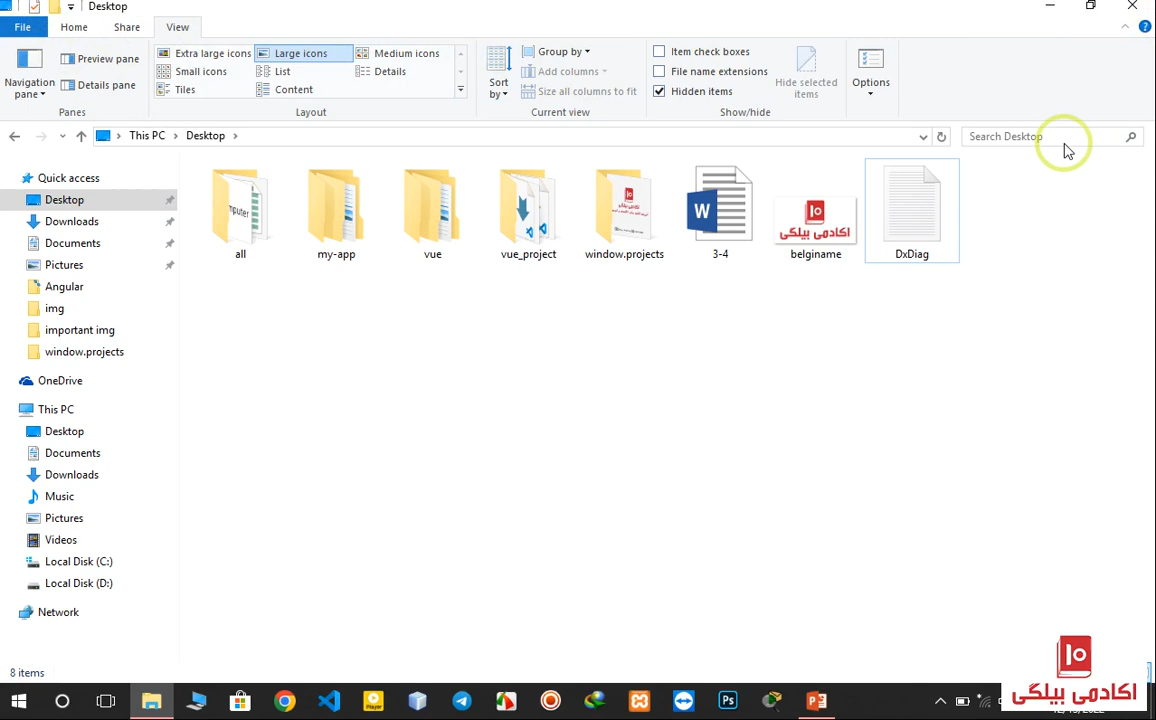 Desktop
File
Home
Share
View
Navigation pane
Preview pane
Details pane
Panes
Extra large icons
Large icons
Medium icons
Small icons
List
Details
Tiles
Content
Layout
Sort by
Group by
Add columns
Size all columns to fit
Current view
Item check boxes
File name extensions
Hidden items
Hide selected items
Show/hide
Options
This PC
Desktop
Search Desktop
Quick access
Desktop
Downloads
Documents
Pictures
Angular
img
important img
window.projects
OneDrive
This PC
Desktop
Documents
Downloads
Music
Pictures
Videos
Local Disk (C:)
Local Disk (D:)
Network
all
my-app
vue
vue_project
window.projects
3-4
belginame
DxDiag
اکادمی بیلگی
8 items
اکادمی بیلگی